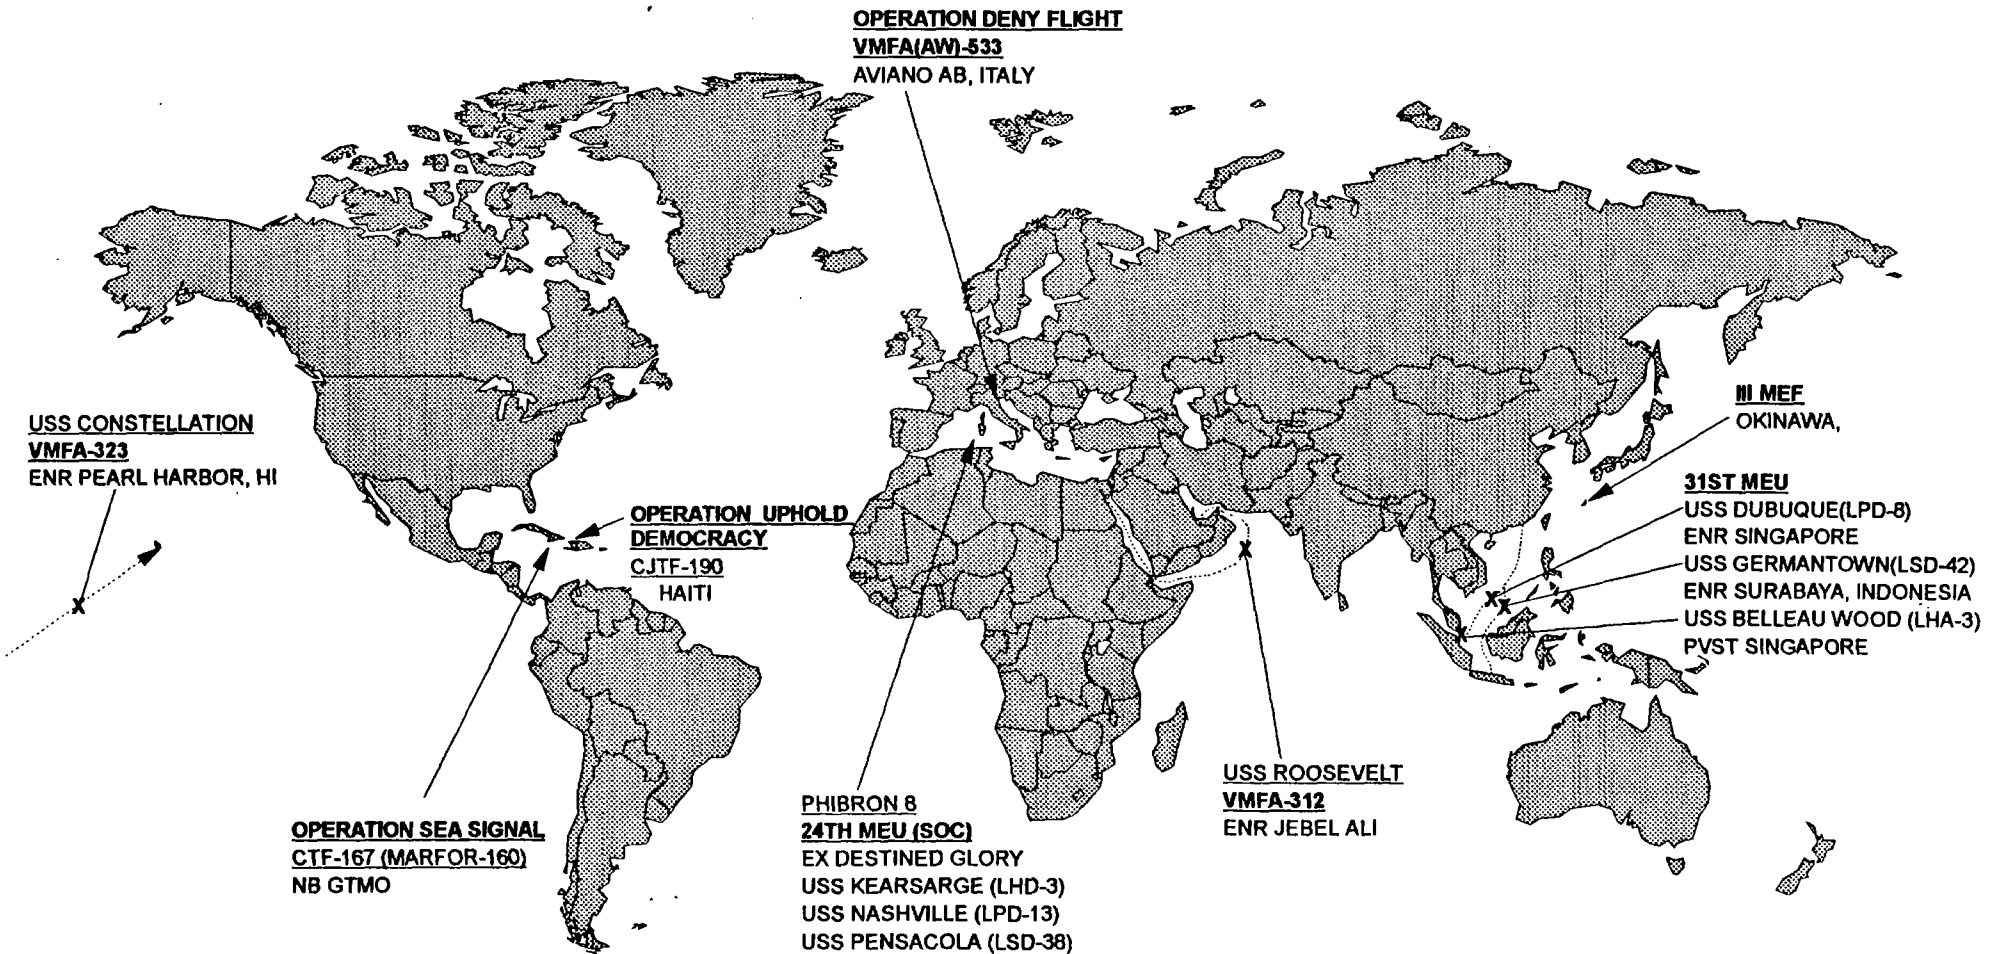 OPERATION DENY FLIGHT
VMFA(AW)-533
AVIANO AB, ITALY
USS CONSTELLATION
VMFA-323
ENR PEARL HARBOR, HI
OPERATION UPHOLD
DEMOCRACY
CJTF-190
HAITI
III MEF
OKINAWA,
31ST MEU
USS DUBUQUE(LPD-8)
ENR SINGAPORE
USS GERMANTOWN(LSD-42)
ENR SURABAYA, INDONESIA
USS BELLEAU WOOD (LHA-3)
PVST SINGAPORE
OPERATION SEA SIGNAL
CTF-167 (MARFOR-160)
NB GTMO
PHIBRON 8
24TH MEU (SOC)
EX DESTINED GLORY
USS KEARSARGE (LHD-3)
USS NASHVILLE (LPD-13)
USS PENSACOLA (LSD-38)
USS ROOSEVELT
VMFA-312
ENR JEBEL ALI